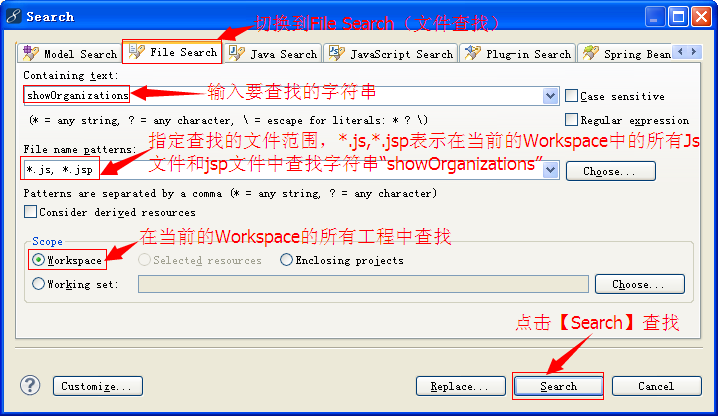 Search
切换到File Search（文件查找）
Model Search
File Search
Java Search
JavaScript Search
Plug-in Search
Spring Bean
Containing text:
showOrganizations
输入要查找的字符串
Case sensitive
(* = any string, ? = any character, \ = escape for literals: * ? \)
Regular expression
指定查找的文件范围，*.js,*.jsp表示在当前的Workspace中的所有Js
File name patterns:
文件和jsp文件中查找字符串“showOrganizations”
*.js, *.jsp
Choose...
Patterns are separated by a comma (* = any string, ? = any character)
Consider derived resources
Scope
在当前的Workspace的所有工程中查找
Workspace
Selected resources
Enclosing projects
Working set:
Choose...
点击【Search】查找
?
Customize...
Replace...
Search
Cancel